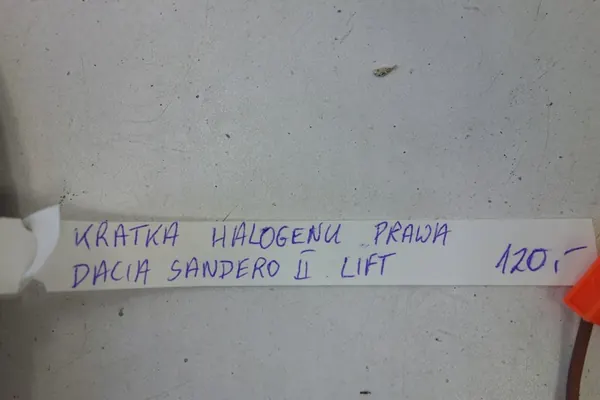 KRATKA HALOGENU PRAWA
DACIA SANDERO II LIFT 120,-